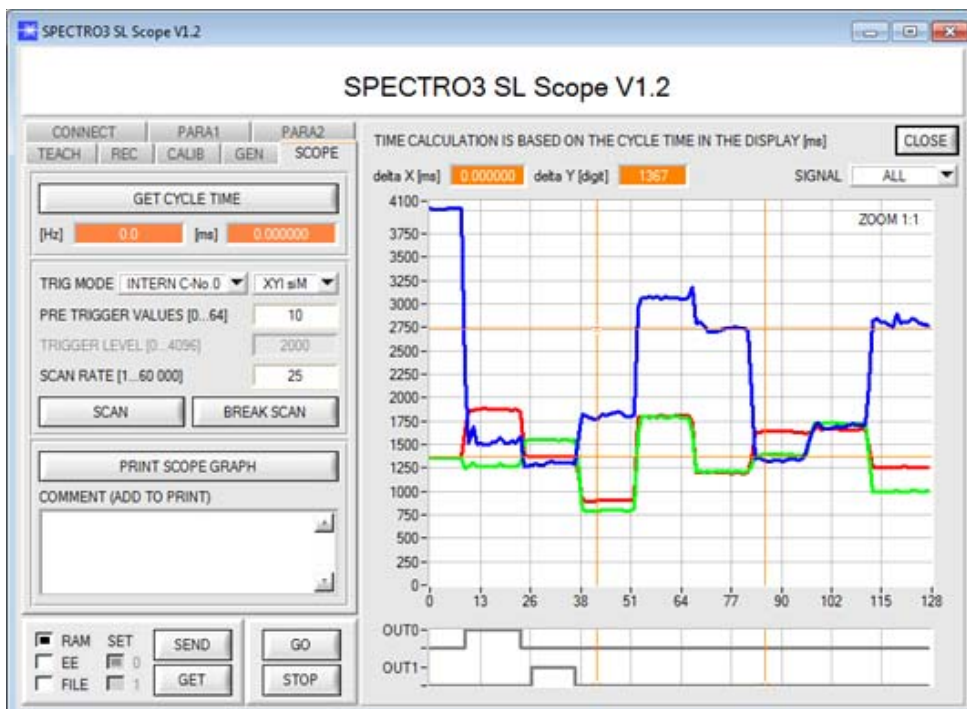 SPECTRO3 SL Scope V1.2
SPECTRO3 SL Scope V1.2
CONNECT PARA1 PARA2
TEACH REC CALIB GEN SCOPE
GET CYCLE TIME
[Hz] 0.0 [ms] 0.000000
TRIG MODE INTERN C-No.0 XYI siM
PRE TRIGGER VALUES [0...64] 10
TRIGGER LEVEL [0...4096] 2000
SCAN RATE [1...60 000] 25
SCAN BREAK SCAN
PRINT SCOPE GRAPH
COMMENT (ADD TO PRINT)
RAM SET SEND GO
EE 0
FILE 1 GET STOP
TIME CALCULATION IS BASED ON THE CYCLE TIME IN THE DISPLAY [ms] CLOSE
delta X [ms] 0.000000 delta Y [digit] 1367 SIGNAL ALL
ZOOM 1:1
4100
3750
3500
3250
3000
2750
2500
2250
2000
1750
1500
1250
1000
750
500
250
0
0 13 26 38 51 64 77 90 102 115 128
OUT0
OUT1